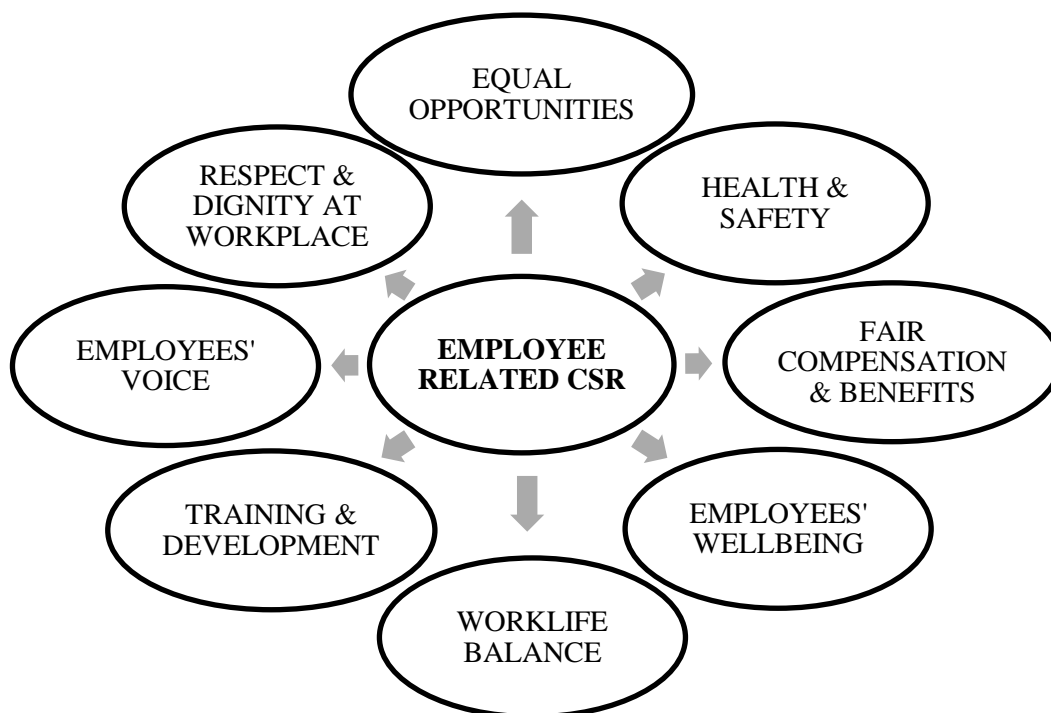 EQUAL
OPPORTUNITIES
RESPECT &
DIGNITY AT
WORKPLACE
HEALTH &
SAFETY
EMPLOYEES'
VOICE
EMPLOYEE
RELATED CSR
FAIR
COMPENSATION
& BENEFITS
TRAINING &
DEVELOPMENT
EMPLOYEES'
WELLBEING
WORKLIFE
BALANCE